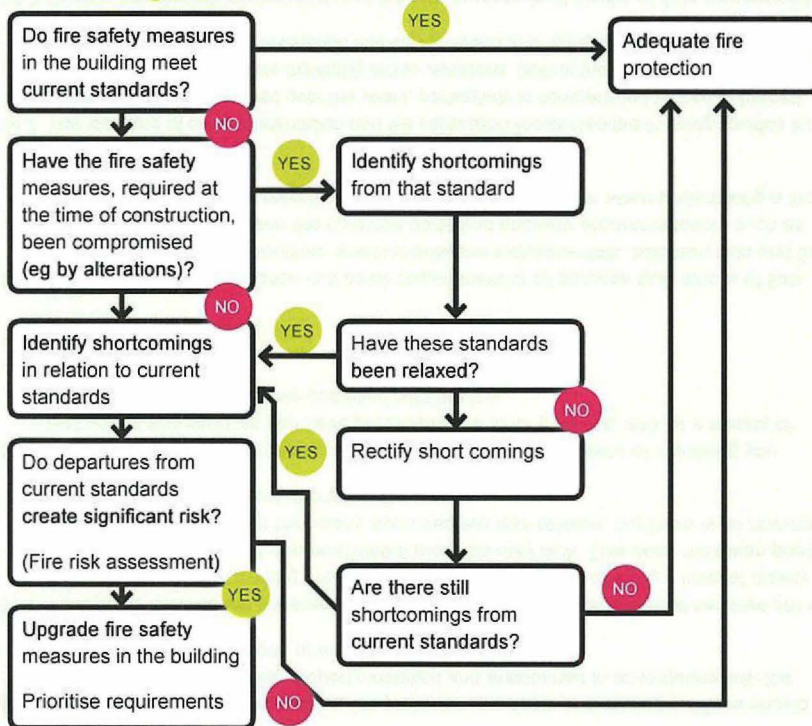 YES
Do fire safety measures
in the building meet
current standards?
Adequate fire
protection
NO
Have the fire safety
measures, required at
the time of construction,
been compromised
(eg by alterations)?
YES
Identify shortcomings
from that standard
NO
Identify shortcomings
in relation to current
standards
YES
Have these standards
been relaxed?
NO
Do departures from
current standards
create significant risk?
(Fire risk assessment)
YES
Rectify short comings
YES
Are there still
shortcomings from
current standards?
NO
Upgrade fire safety
measures in the building
Prioritise requirements
NO